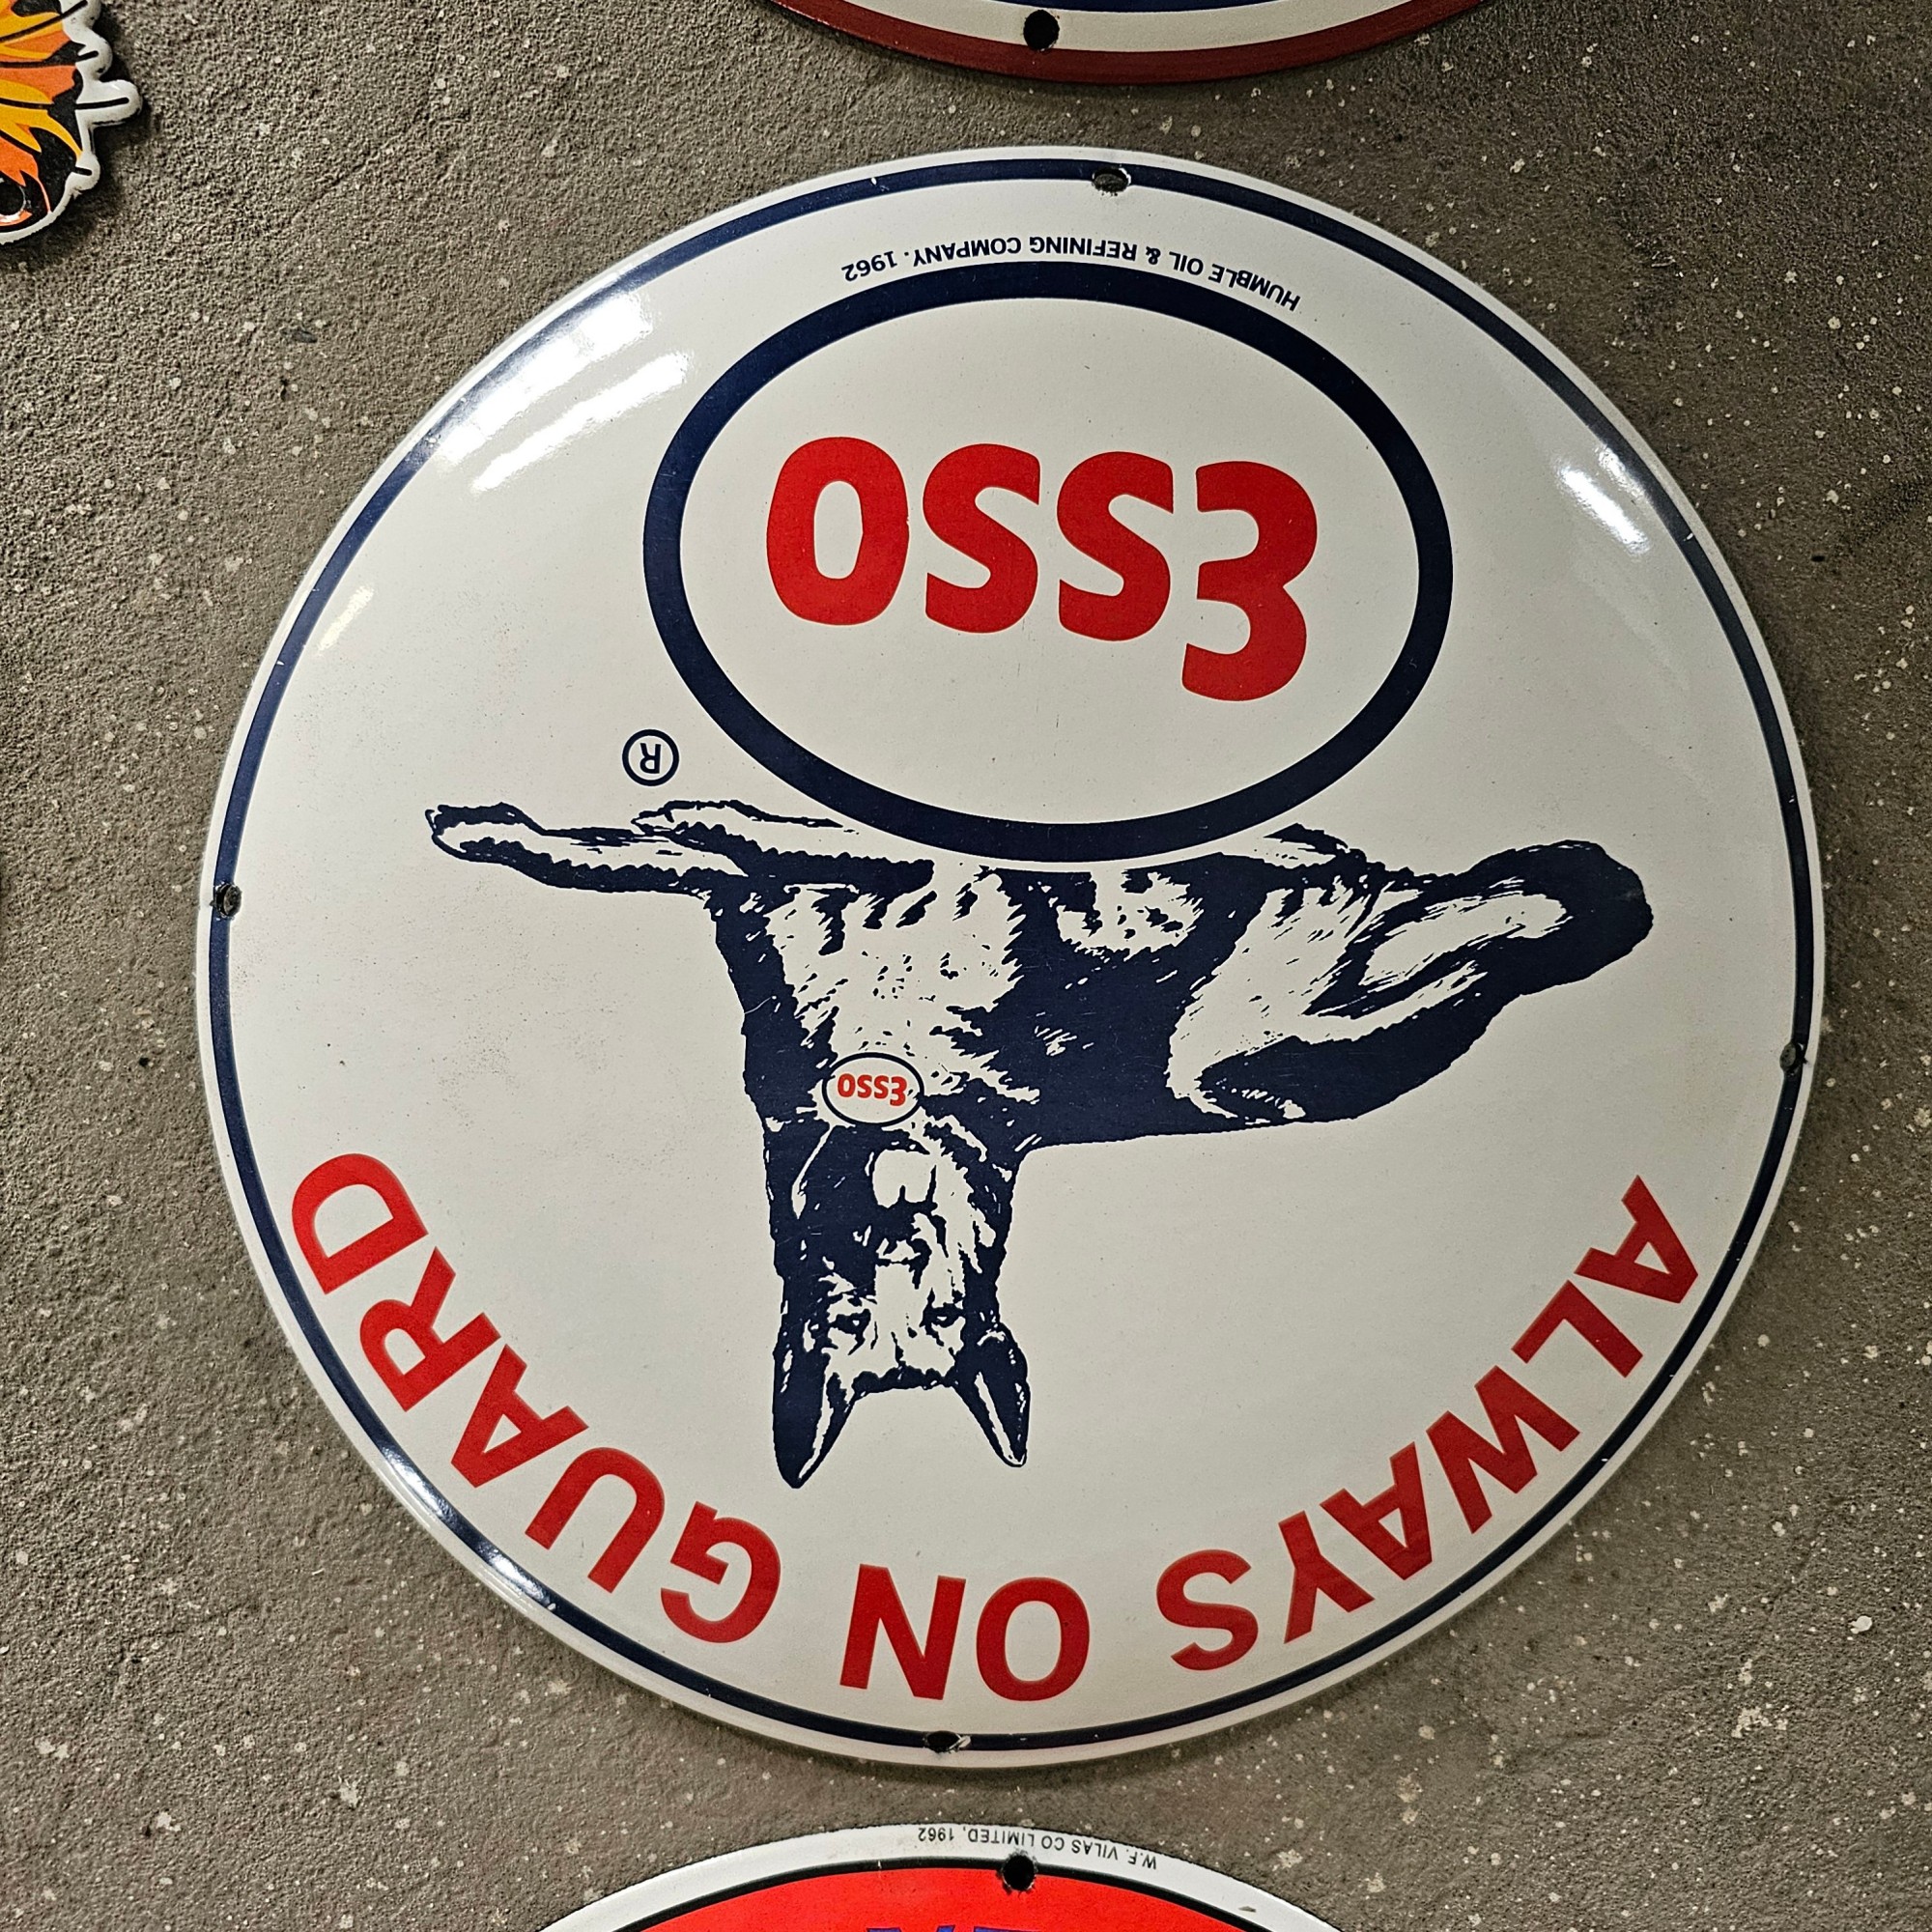 ALWAYS ON GUARD
Esso
®
Esso
HUMBLE OIL & REFINING COMPANY. 1962
W.F. VILAS CO LIMITED, 1962